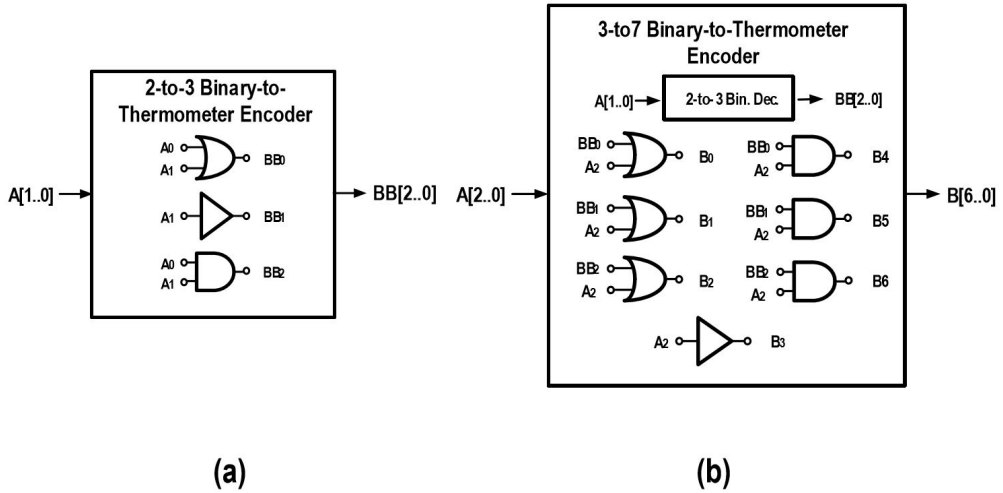 2-to-3 Binary-to-
Thermometer Encoder
A0
A1
BB0
A[1..0]
A1
BB1
BB[2..0]
A0
A1
BB2
(a)
3-to7 Binary-to-Thermometer
Encoder
A[1..0]
2-to-3 Bin. Dec.
BB[2..0]
BB0
A2
B0
BB0
A2
B4
A[2..0]
BB1
A2
B1
BB1
A2
B5
B[6..0]
BB2
A2
B2
BB2
A2
B6
A2
B3
(b)